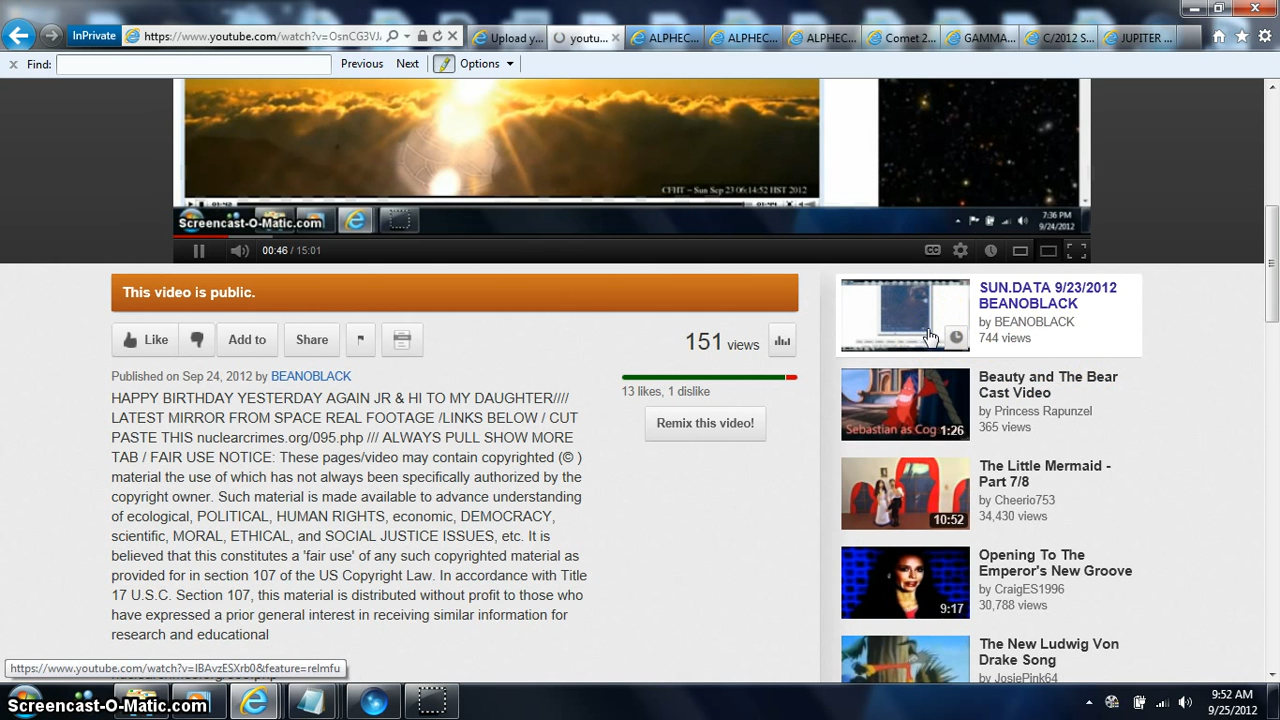 InPrivate
https://www.youtube.com/watch?v=OsnCG3VJ
Upload y...
youtu...
ALPHEC...
ALPHEC...
ALPHEC...
Comet 2...
GAMMA...
C/2012 S...
JUPITER ...
Find:
Previous
Next
Options
CFHT - Sun Sep 23 06:14:52 HST 2012
Screencast-O-Matic.com
7:36 PM
9/24/2012
00:46 / 15:01
CC
This video is public.
Like
Add to
Share
151 views
Published on Sep 24, 2012 by BEANOBLACK
HAPPY BIRTHDAY YESTERDAY AGAIN JR & HI TO MY DAUGHTER////
LATEST MIRROR FROM SPACE REAL FOOTAGE /LINKS BELOW / CUT
PASTE THIS nuclearcrimes.org/095.php /// ALWAYS PULL SHOW MORE
TAB / FAIR USE NOTICE: These pages/video may contain copyrighted (© )
material the use of which has not always been specifically authorized by the
copyright owner. Such material is made available to advance understanding
of ecological, POLITICAL, HUMAN RIGHTS, economic, DEMOCRACY,
scientific, MORAL, ETHICAL, and SOCIAL JUSTICE ISSUES, etc. It is
believed that this constitutes a 'fair use' of any such copyrighted material as
provided for in section 107 of the US Copyright Law. In accordance with Title
17 U.S.C. Section 107, this material is distributed without profit to those who
have expressed a prior general interest in receiving similar information for
research and educational
13 likes, 1 dislike
Remix this video!
SUN.DATA 9/23/2012
BEANOBLACK
by BEANOBLACK
744 views
Beauty and The Bear
Cast Video
by Princess Rapunzel
365 views
Sebastian as Cog
1:26
The Little Mermaid -
Part 7/8
by Cheerio753
34,430 views
10:52
Opening To The
Emperor's New Groove
by CraigES1996
30,788 views
9:17
The New Ludwig Von
Drake Song
by JosiePink64
https://www.youtube.com/watch?v=IBAvzESXrb0&feature=relmfu
Screencast-O-Matic.com
9:52 AM
9/25/2012